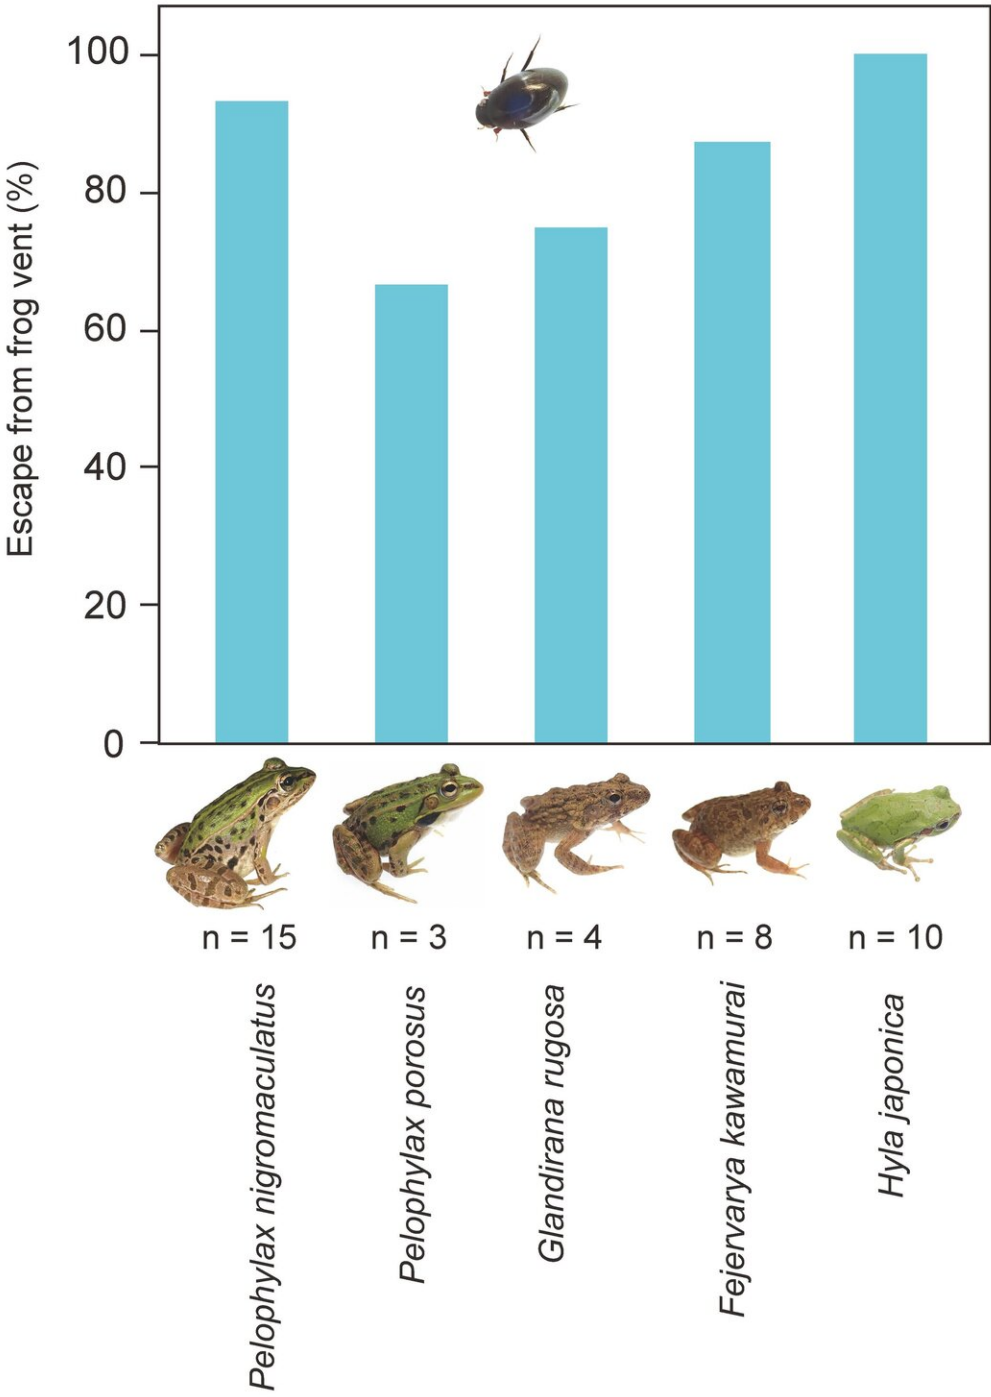 Escape from frog vent (%)
100
80
60
40
20
0
n = 15
n = 3
n = 4
n = 8
n = 10
Pelophylax nigromaculatus
Pelophylax porosus
Glandirana rugosa
Fejervarya kawamurai
Hyla japonica